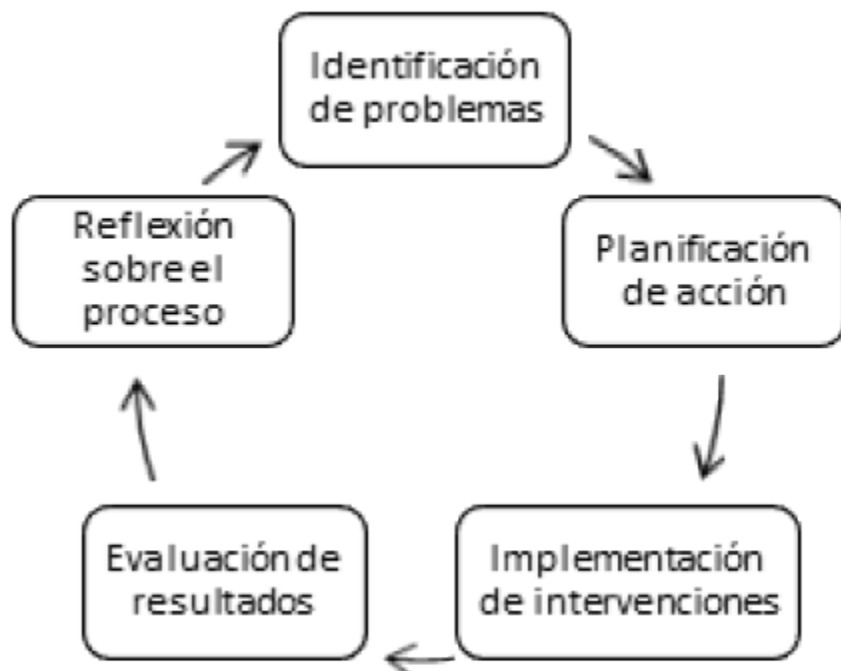 Identificación
de problemas
Planificación
de acción
Implementación
de intervenciones
Evaluación de
resultados
Reflexión
sobre el
proceso